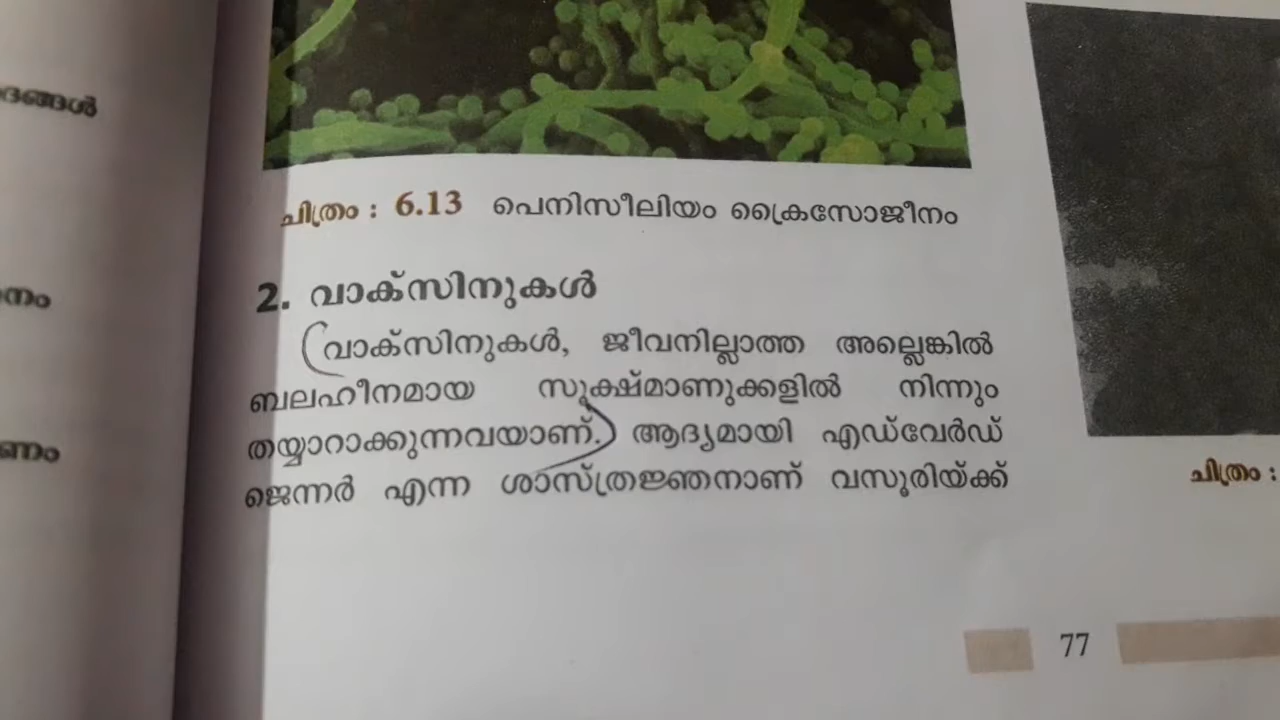 ചിത്രം : 6.13 പെനിസീലിയം ക്രൈസോജീനം
2. വാക്സിനുകൾ
വാക്സിനുകൾ, ജീവനില്ലാത്ത അല്ലെങ്കിൽ
ബലഹീനമായ സൂക്ഷ്മാണുക്കളിൽ നിന്നും
തയ്യാറാക്കുന്നവയാണ്. ആദ്യമായി എഡ്വേർഡ്
ജെന്നർ എന്ന ശാസ്ത്രജ്ഞനാണ് വസൂരിയ്ക്ക്
ചിത്രം :
77